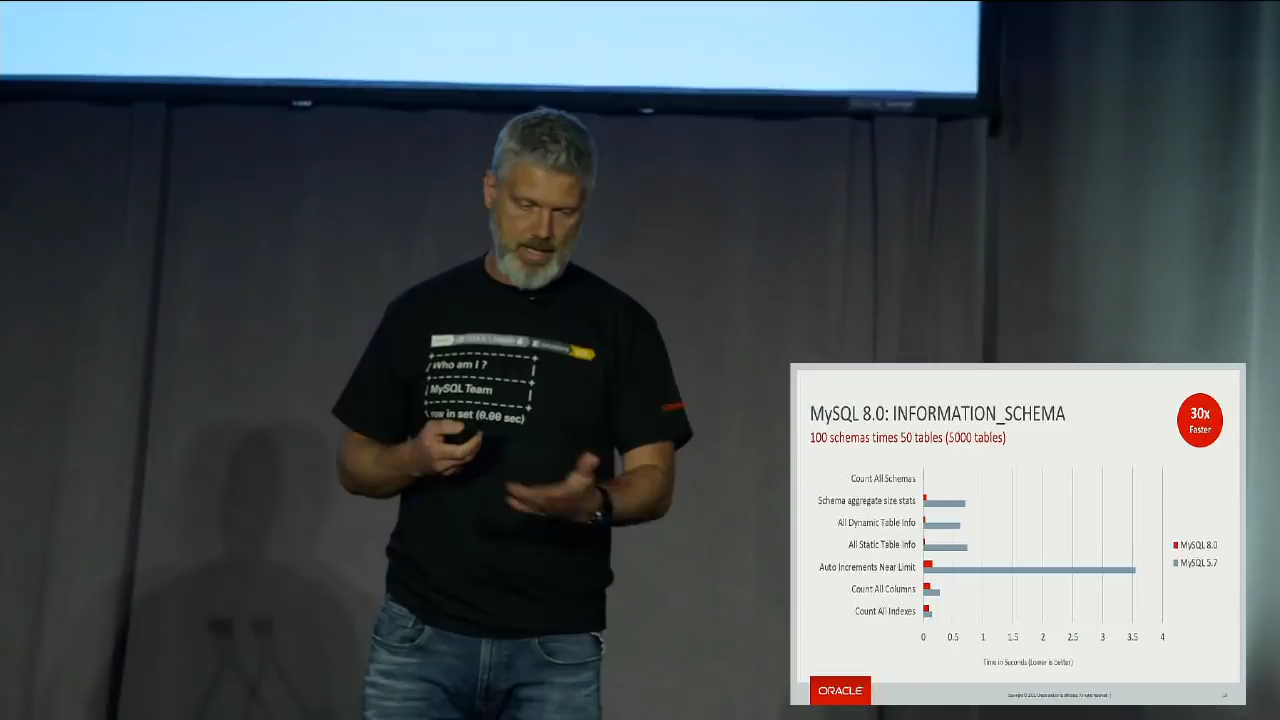 Who am I ?
MySQL Team
row in set (0.00 sec)
MySQL 8.0: INFORMATION_SCHEMA
100 schemas times 50 tables (5000 tables)
30x
Faster
Count All Schemas
Schema aggregate size stats
All Dynamic Table Info
All Static Table Info
Auto Increments Near Limit
Count All Columns
Count All Indexes
MySQL 8.0
MySQL 5.7
0 0.5 1 1.5 2 2.5 3 3.5 4
Time in Seconds (Lower is better)
ORACLE